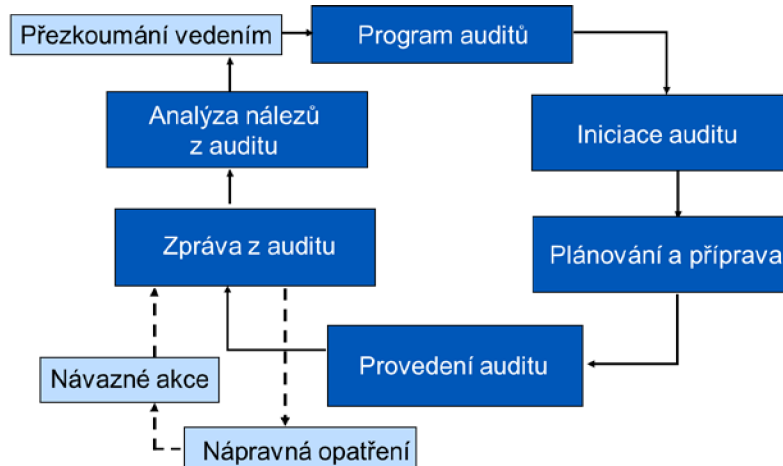 Přezkoumání vedením
Program auditů
Analýza nálezů
z auditu
Iniciace auditu
Zpráva z auditu
Plánování a příprava
Provedení auditu
Návazné akce
Nápravná opatření